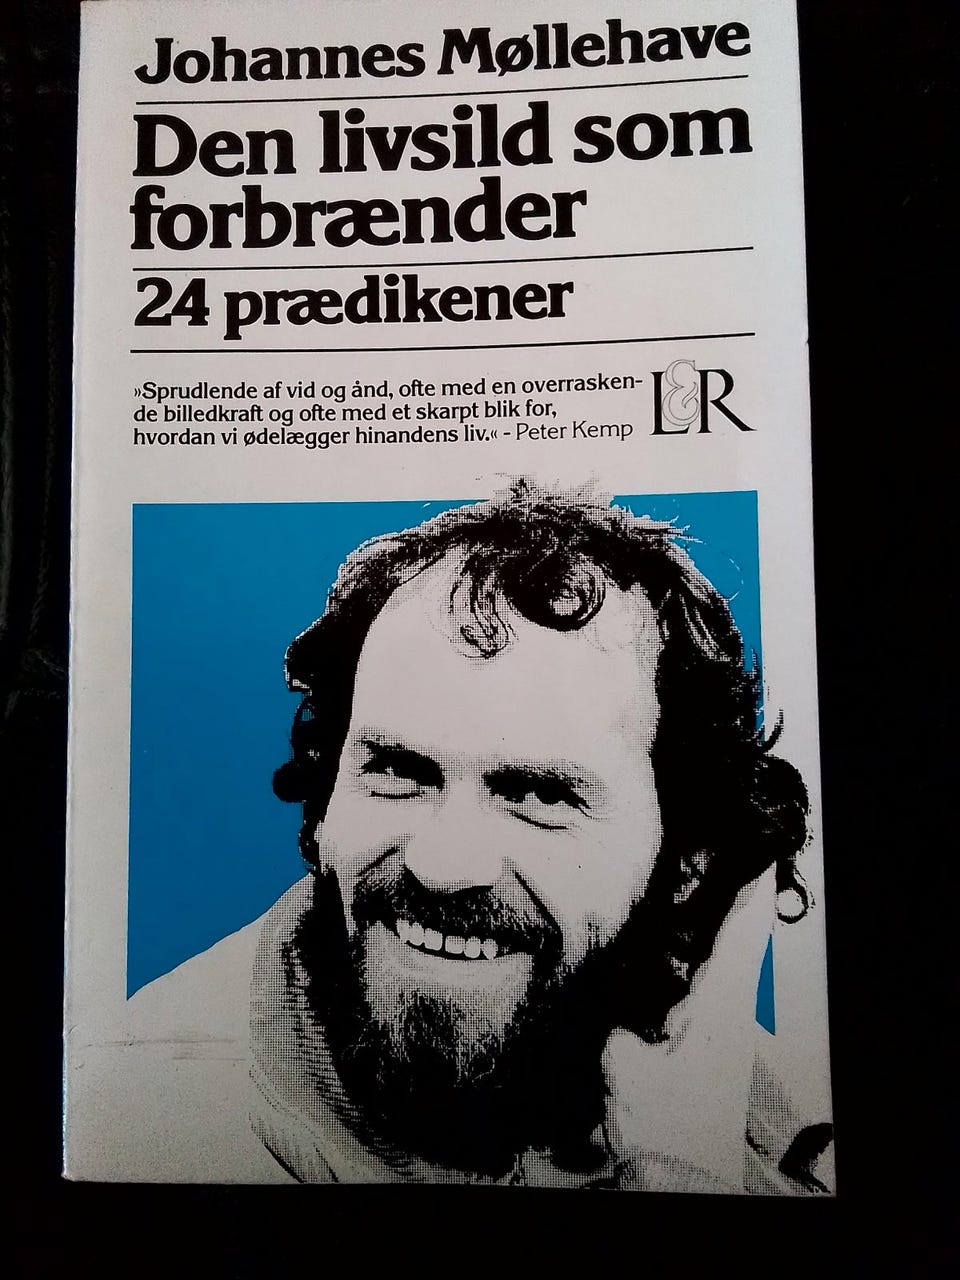 Johannes Møllehave
Den livsild som
forbrænder
24 prædikener
»Sprudlende af vid og ånd, ofte med en overrasken-
de billedkraft og ofte med et skarpt blik for,
hvordan vi ødelægger hinandens liv.« - Peter Kemp
L&R